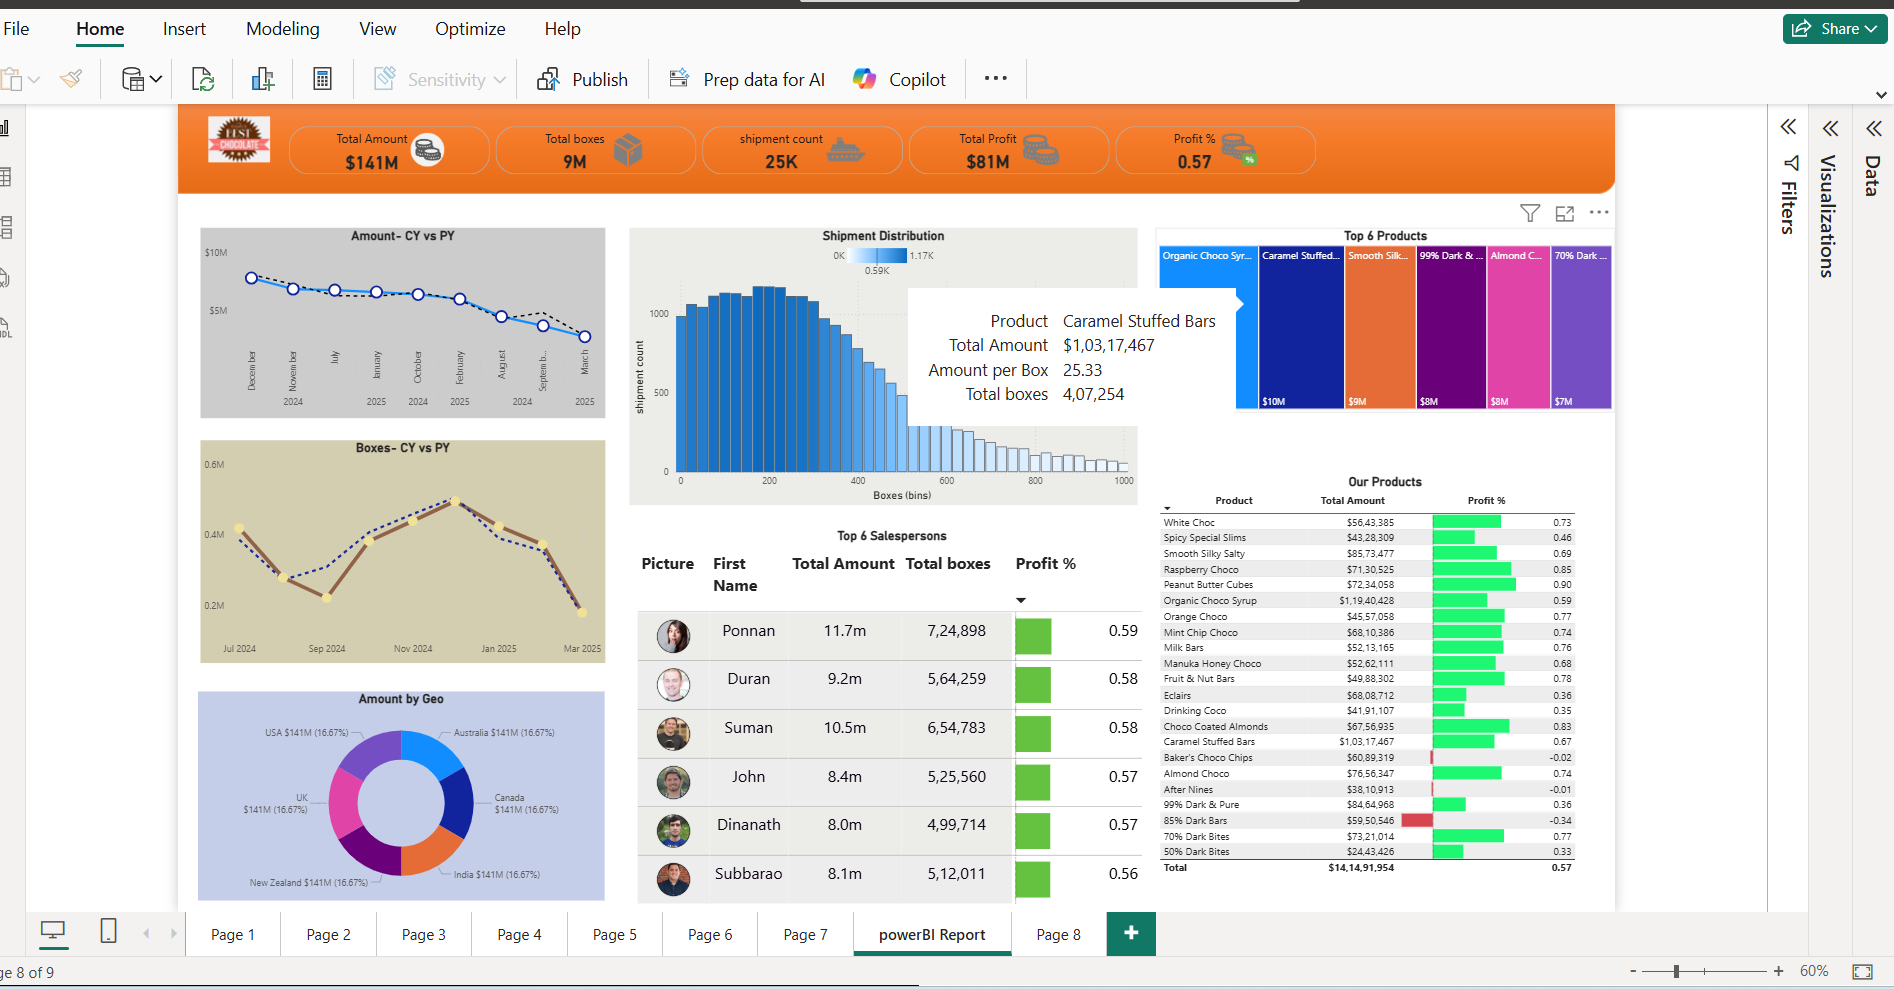 File Home Insert Modeling View Optimize Help Share
Sensitivity Publish Prep data for AI Copilot
BEST
CHOCOLATE
Total Amount
$141M
Total boxes
9M
shipment count
25K
Total Profit
$81M
Profit %
0.57
%
Filters
Visualizations
Data
Amount- CY vs PY
$10M
$5M
December November July January October February August Septemb... March
2024 2025 2024 2025 2024 2025
Boxes- CY vs PY
0.6M
0.4M
0.2M
Jul 2024 Sep 2024 Nov 2024 Jan 2025 Mar 2025
Amount by Geo
USA $141M (16.67%)
Australia $141M (16.67%)
UK
$141M (16.67%)
Canada
$141M (16.67%)
New Zealand $141M (16.67%)
India $141M (16.67%)
Shipment Distribution
0K 1.17K
0.59K
shipment count
1000
500
0
0 200 400 600 800 1000
Boxes (bins)
Product Caramel Stuffed Bars
Total Amount $1,03,17,467
Amount per Box 25.33
Total boxes 4,07,254
Top 6 Products
Organic Choco Syr... Caramel Stuffed... Smooth Silk... 99% Dark & ... Almond C... 70% Dark ...
$10M $9M $8M $8M $7M
Top 6 Salespersons
Picture First Name Total Amount Total boxes Profit %
Ponnan 11.7m 7,24,898 0.59
Duran 9.2m 5,64,259 0.58
Suman 10.5m 6,54,783 0.58
John 8.4m 5,25,560 0.57
Dinanath 8.0m 4,99,714 0.57
Subbarao 8.1m 5,12,011 0.56
Our Products
Product Total Amount Profit %
White Choc $56,43,385 0.73
Spicy Special Slims $43,28,309 0.46
Smooth Silky Salty $85,73,477 0.69
Raspberry Choco $71,30,525 0.85
Peanut Butter Cubes $72,34,058 0.90
Organic Choco Syrup $1,19,40,428 0.59
Orange Choco $45,57,058 0.77
Mint Chip Choco $68,10,386 0.74
Milk Bars $52,13,165 0.76
Manuka Honey Choco $52,62,111 0.68
Fruit & Nut Bars $49,88,302 0.78
Eclairs $68,08,712 0.36
Drinking Coco $41,91,107 0.35
Choco Coated Almonds $67,56,935 0.83
Caramel Stuffed Bars $1,03,17,467 0.67
Baker's Choco Chips $60,89,319 -0.02
Almond Choco $76,56,347 0.74
After Nines $38,10,913 -0.01
99% Dark & Pure $84,64,968 0.36
85% Dark Bars $59,50,546 -0.34
70% Dark Bites $73,21,014 0.77
50% Dark Bites $24,43,426 0.33
Total $14,14,91,954 0.57
Page 1 Page 2 Page 3 Page 4 Page 5 Page 6 Page 7 powerBI Report Page 8 +
ge 8 of 9
- + 60%